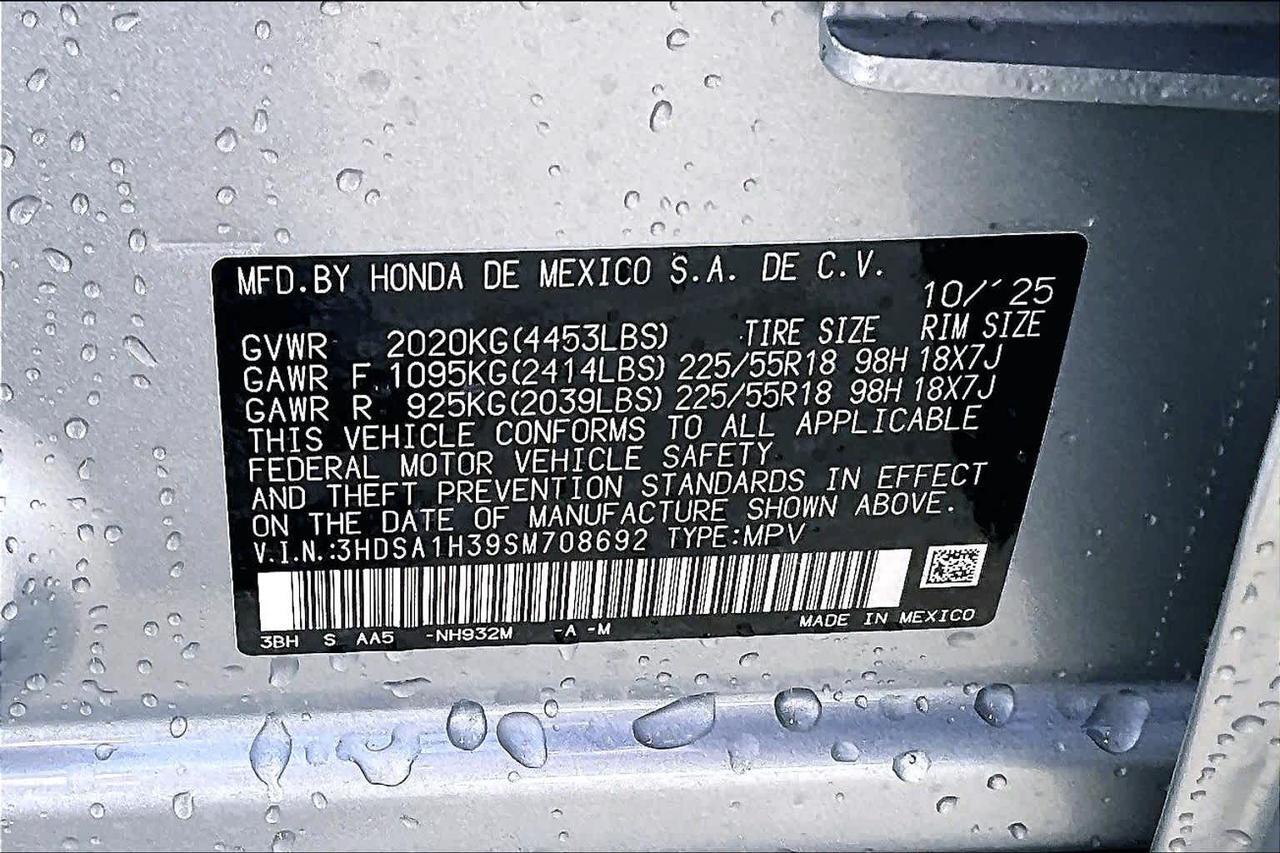 MFD.BY HONDA DE MEXICO S.A. DE C.V.
10/´25
GVWR 2020KG(4453LBS) TIRE SIZE RIM SIZE
GAWR F 1095KG(2414LBS) 225/55R18 98H 18X7J
GAWR R 925KG(2039LBS) 225/55R18 98H 18X7J
THIS VEHICLE CONFORMS TO ALL APPLICABLE
FEDERAL MOTOR VEHICLE SAFETY
AND THEFT PREVENTION STANDARDS IN EFFECT
ON THE DATE OF MANUFACTURE SHOWN ABOVE.
V.I.N.:3HDSA1H39SM708692 TYPE:MPV
3BH S AA5 -NH932M -A -M MADE IN MEXICO